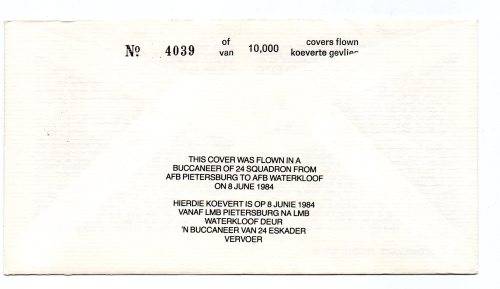 No 4039 of 10,000 covers flown
van koeverte
THIS COVER WAS FLOWN IN A
BUCCANEER OF 24 SQUADRON FROM
AFB PIETERSBURG TO AFB WATERKLOOF
ON 8 JUNE 1984
HIERDIE KOEVERT IS OP 8 JUNIE 1984
VANAF LMB PIETERSBURG NA LMB
WATERKLOOF DEUR
'N BUCCANEER VAN 24 ESKADER
VERVOER